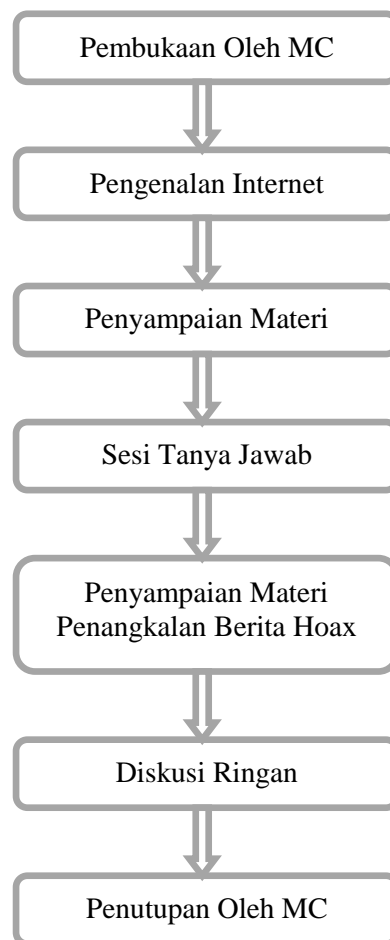 Pembukaan Oleh MC
Pengenalan Internet
Penyampaian Materi
Sesi Tanya Jawab
Penyampaian Materi
Penangkalan Berita Hoax
Diskusi Ringan
Penutupan Oleh MC